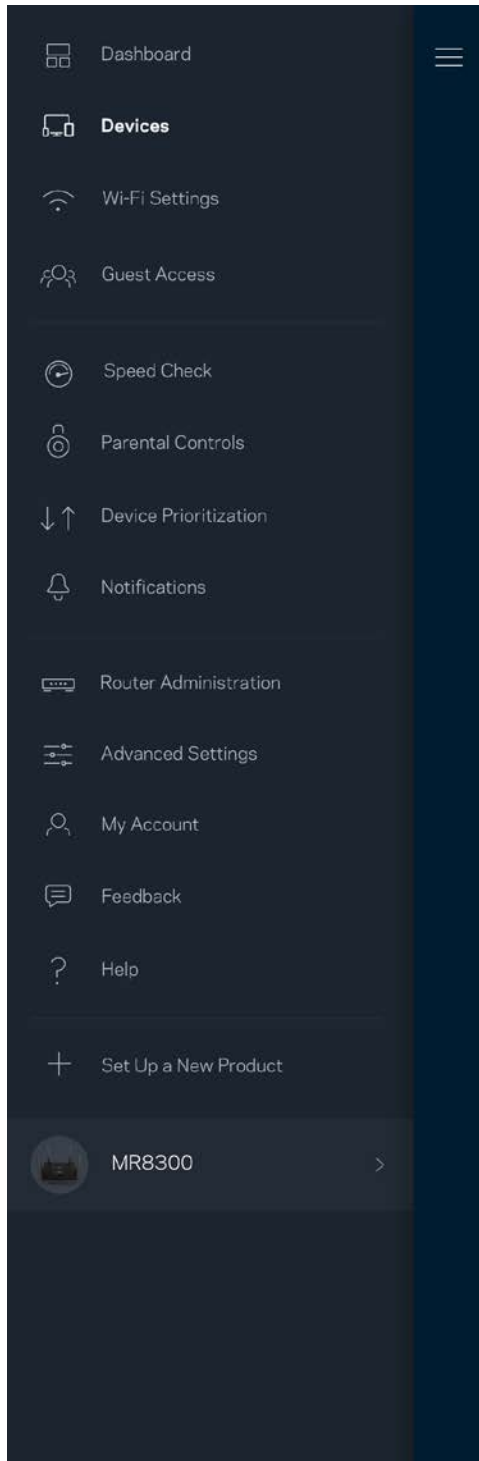 Dashboard
Devices
Wi-Fi Settings
Guest Access
Speed Check
Parental Controls
Device Prioritization
Notifications
Router Administration
Advanced Settings
My Account
Feedback
Help
Set Up a New Product
MR8300